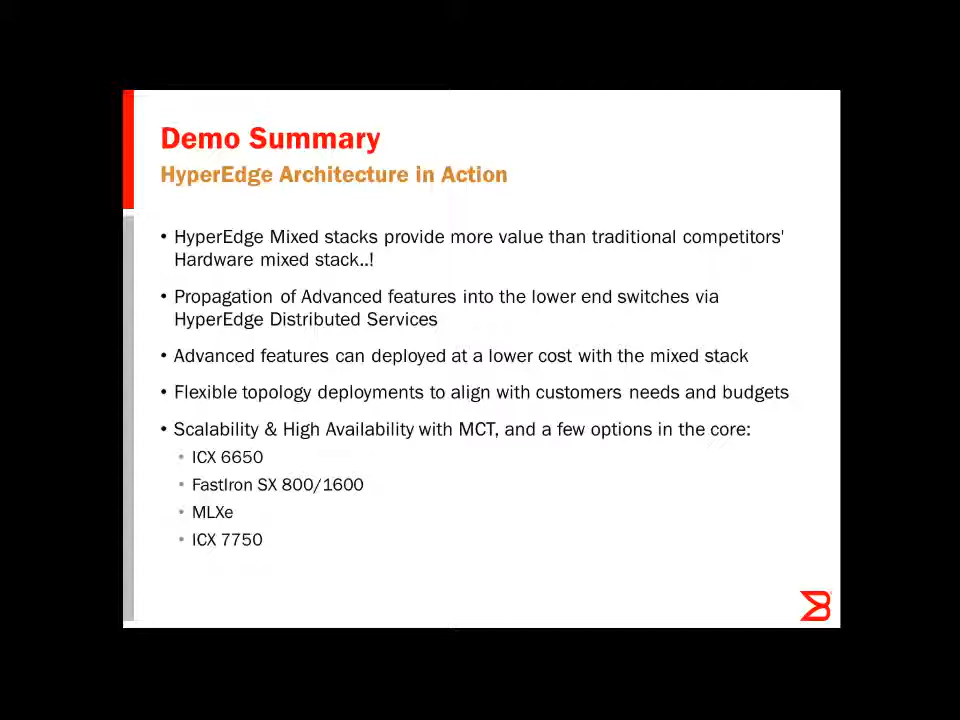 Demo Summary
HyperEdge Architecture in Action
• HyperEdge Mixed stacks provide more value than traditional competitors'
Hardware mixed stack..!
• Propagation of Advanced features into the lower end switches via
HyperEdge Distributed Services
• Advanced features can deployed at a lower cost with the mixed stack
• Flexible topology deployments to align with customers needs and budgets
• Scalability & High Availability with MCT, and a few options in the core:
• ICX 6650
• FastIron SX 800/1600
• MLXe
• ICX 7750